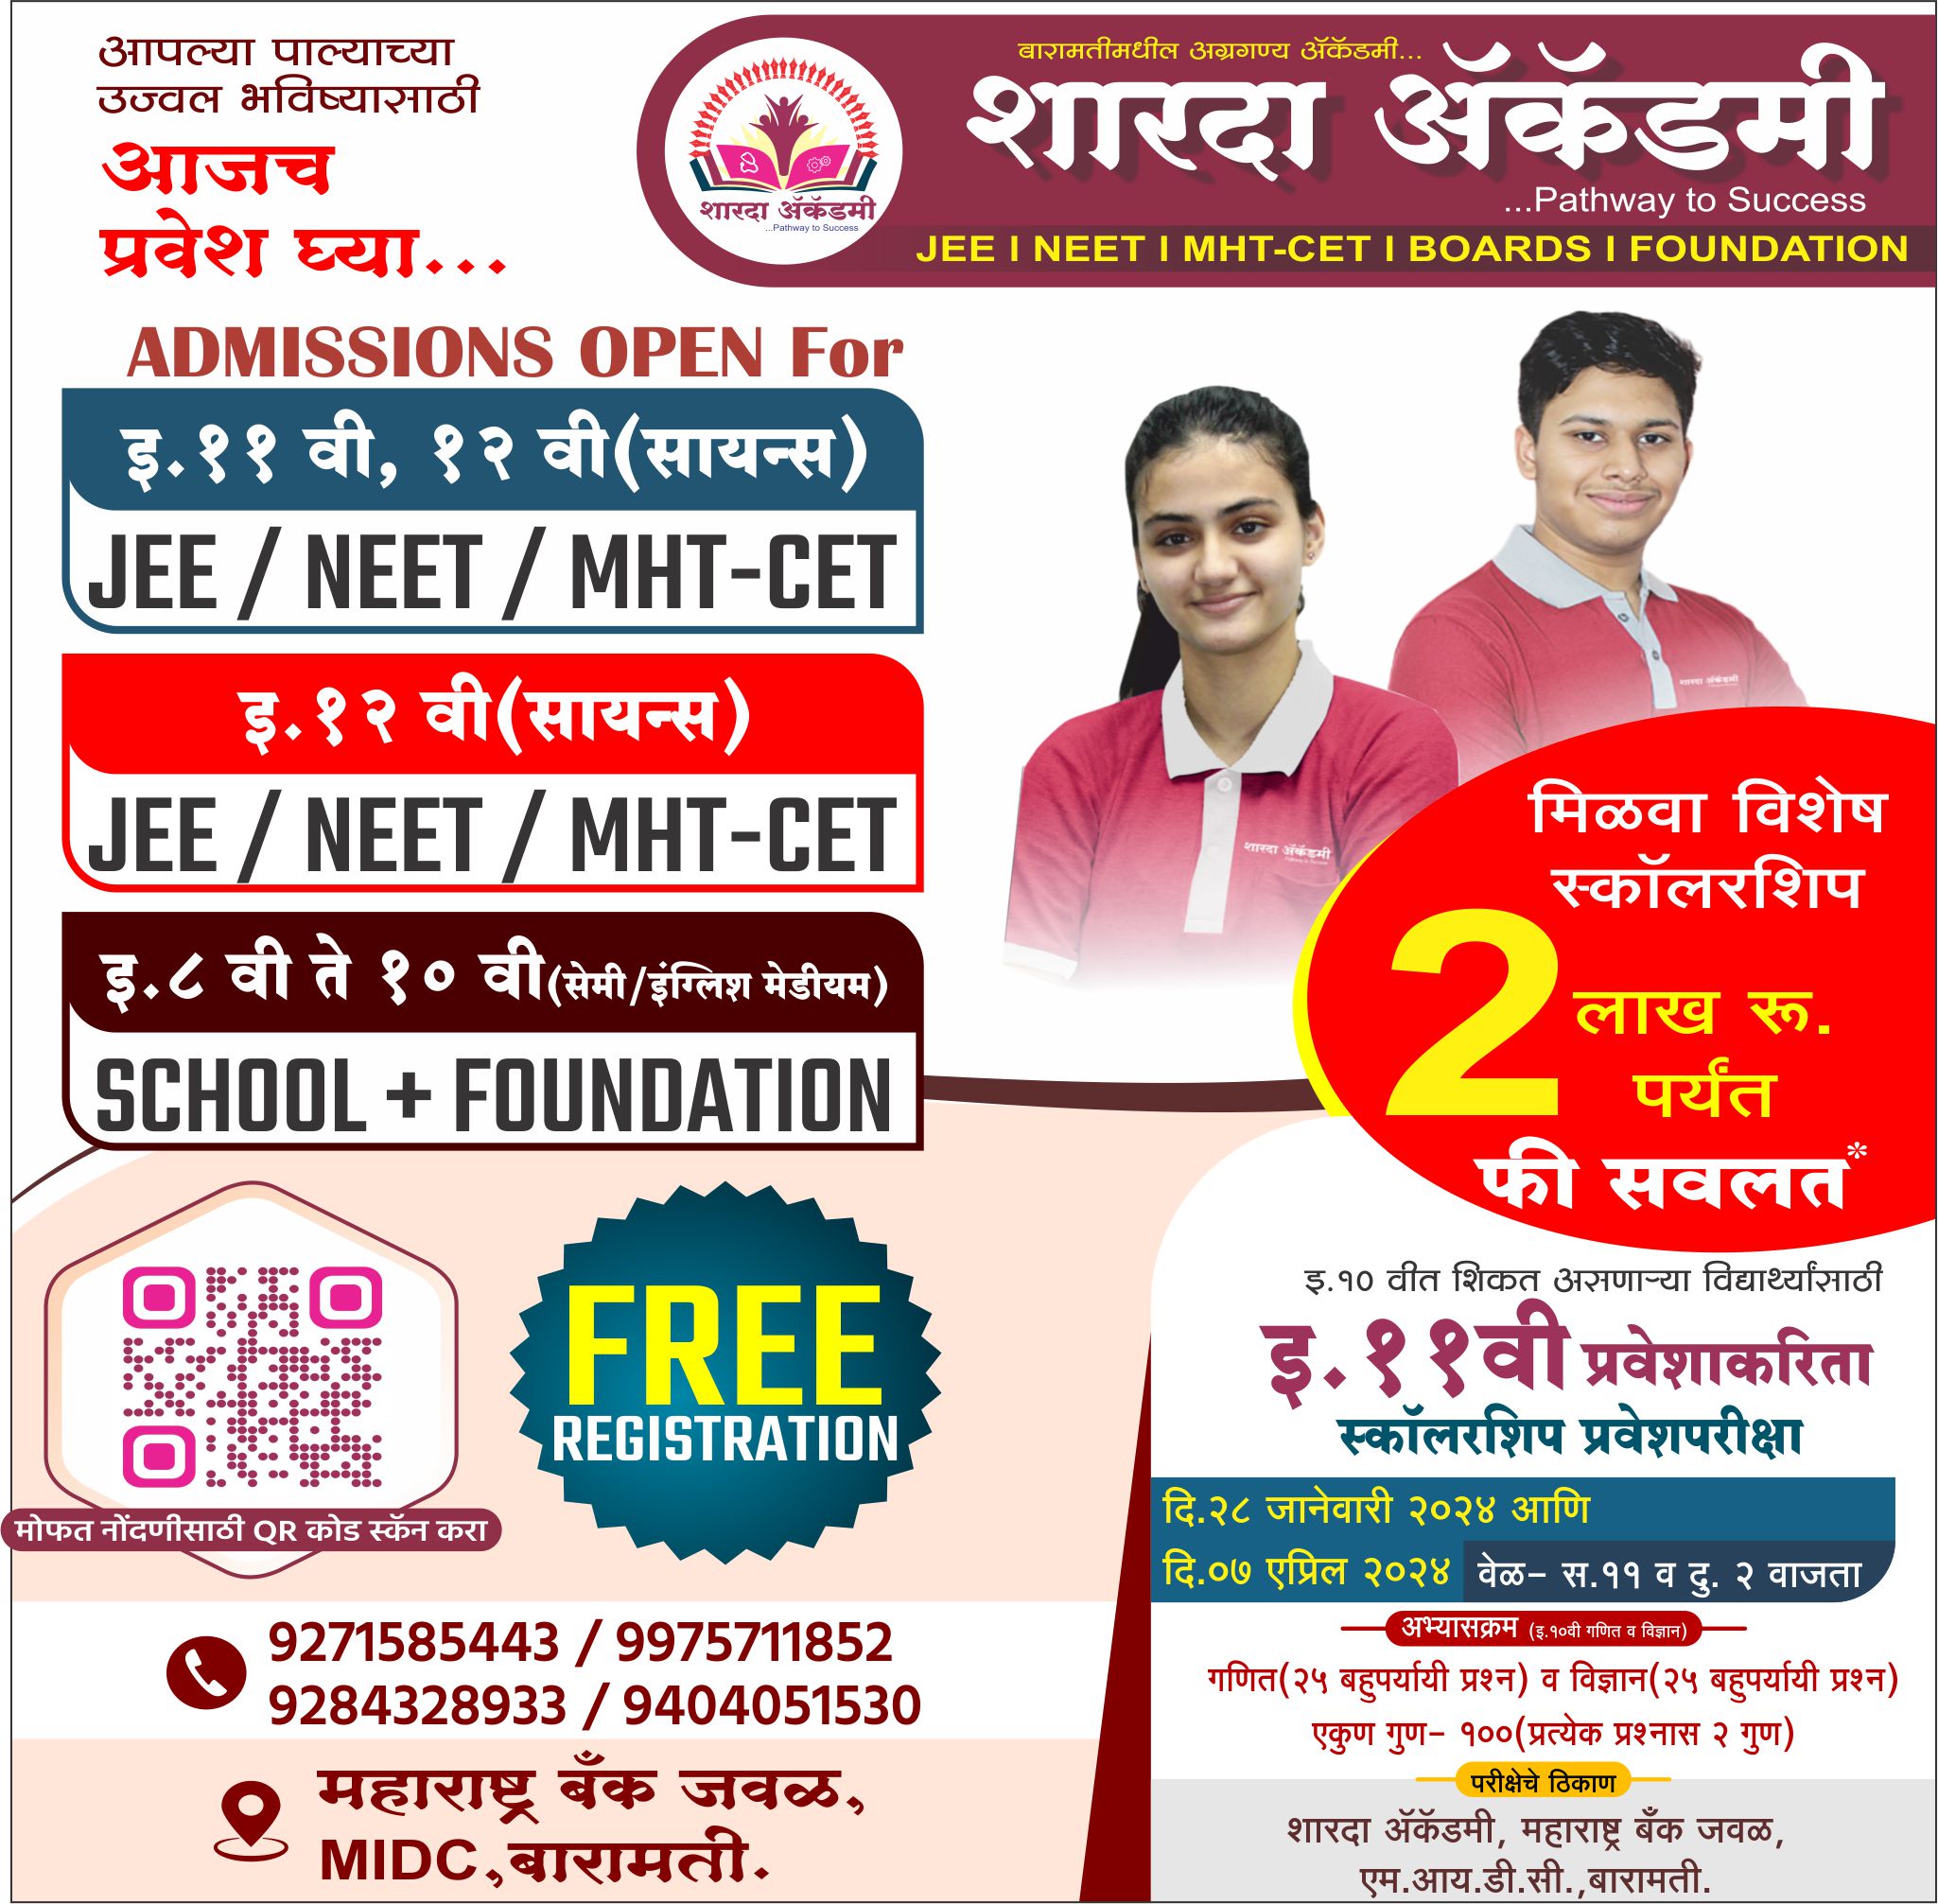 आपल्या पाल्याच्या
उज्वल भविष्यासाठी
आजच
प्रवेश घ्या...
बारामतीमधील अग्रगण्य ॲकॅडमी...
शारदा ॲकॅडमी
...Pathway to Success
JEE I NEET I MHT-CET I BOARDS I FOUNDATION
शारदा ॲकॅडमी
...Pathway to Success
ADMISSIONS OPEN For
इ.११ वी, १२ वी(सायन्स)
JEE / NEET / MHT-CET
इ.१२ वी(सायन्स)
JEE / NEET / MHT-CET
इ.८ वी ते १० वी(सेमी/इंग्लिश मेडीयम)
SCHOOL + FOUNDATION
शारदा ॲकॅडमी
शारदा ॲकॅडमी
मिळवा विशेष
स्कॉलरशिप
2 लाख रू.
पर्यंत
फी सवलत*
FREE
REGISTRATION
मोफत नोंदणीसाठी QR कोड स्कॅन करा
9271585443 / 9975711852
9284328933 / 9404051530
महाराष्ट्र बँक जवळ,
MIDC,बारामती.
इ.१० वीत शिकत असणाऱ्या विद्यार्थ्यांसाठी
इ.११वी प्रवेशाकरिता
स्कॉलरशिप प्रवेशपरीक्षा
दि.२८ जानेवारी २०२४ आणि
दि.०७ एप्रिल २०२४ वेळ- स.११ व दु. २ वाजता
अभ्यासक्रम (इ.१०वी गणित व विज्ञान)
गणित(२५ बहुपर्यायी प्रश्न) व विज्ञान(२५ बहुपर्यायी प्रश्न)
एकुण गुण- १००(प्रत्येक प्रश्नास २ गुण)
परीक्षेचे ठिकाण
शारदा ॲकॅडमी, महाराष्ट्र बँक जवळ,
एम.आय.डी.सी.,बारामती.